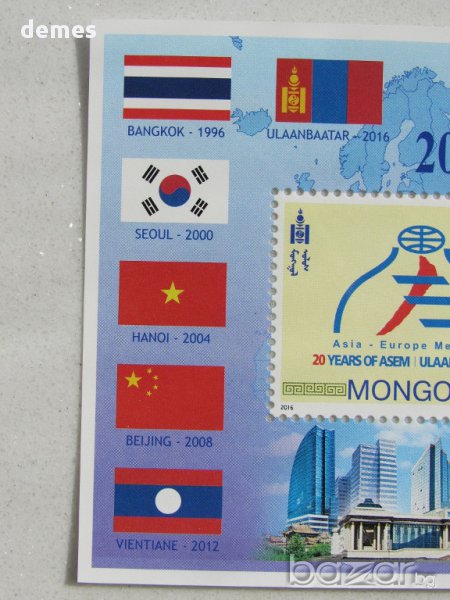 demes
BANGKOK - 1996
ULAANBAATAR - 2016
20
SEOUL - 2000
HANOI - 2004
Asia - Europe Me
20 YEARS OF ASEM | ULAA
MONGO
2016
BEIJING - 2008
VIENTIANE - 2012
bazar.bg